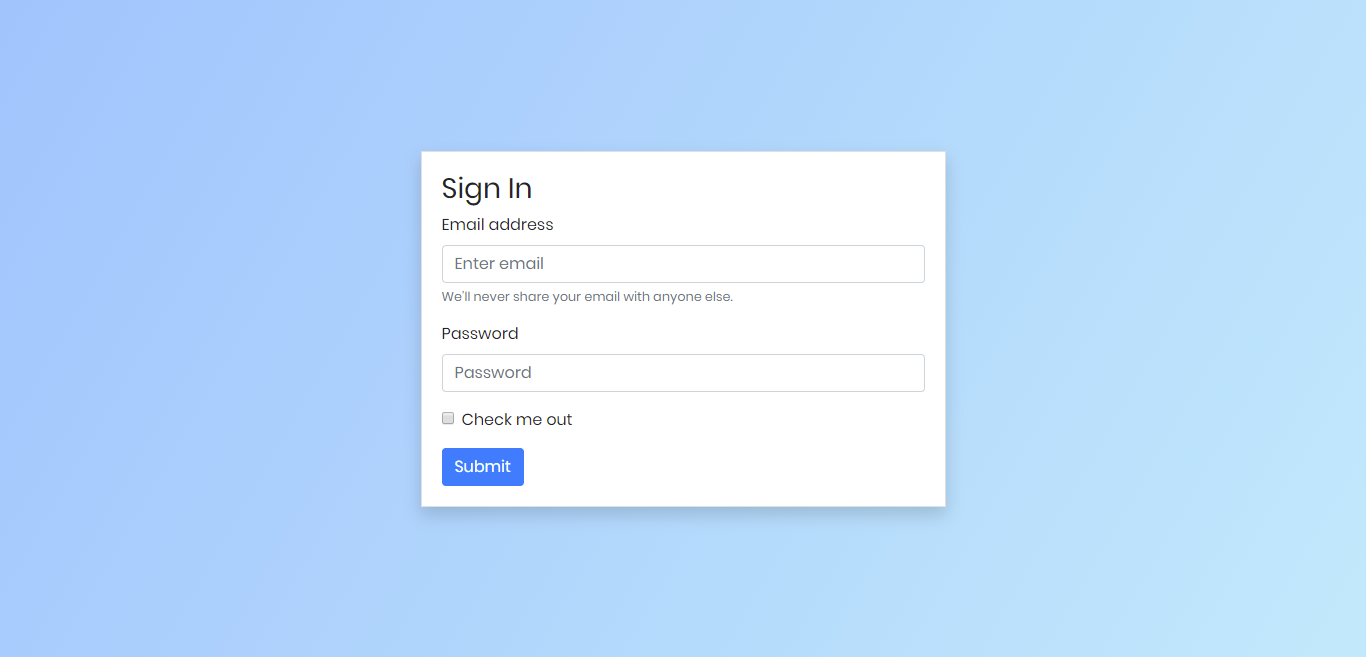 Sign In
Email address
Enter email
We'll never share your email with anyone else.
Password
Password
Check me out
Submit